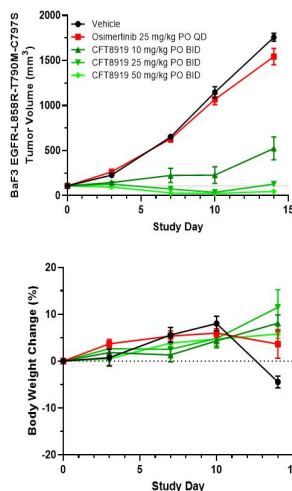 Vehicle
Osimertinib 25 mg/kg PO QD
CFT8919 10 mg/kg PO BID
CFT8919 25 mg/kg PO BID
CFT8919 50 mg/kg PO BID
BaF3 EGFR-L858R-T790M-C797S
Tumor Volume (mm³)
2000
1500
1000
500
0
0 5 10 15
Study Day
Body Weight Change (%)
20
10
0
-10
-20
0 5 10 15
Study Day